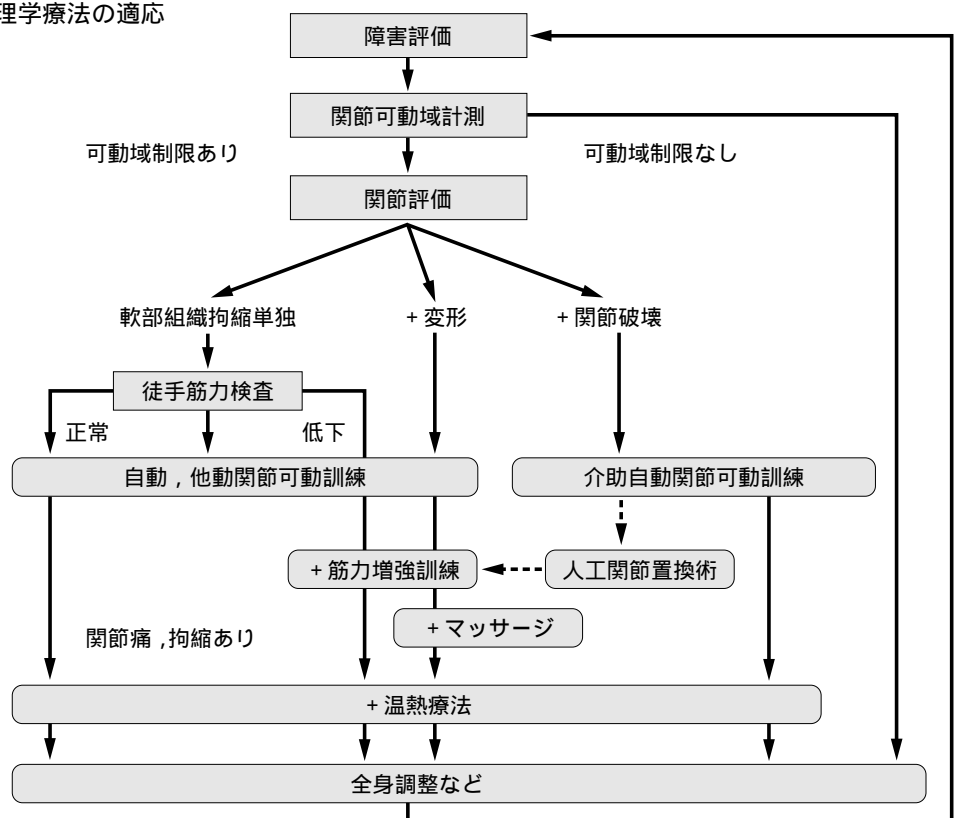 理学療法の適応
障害評価
関節可動域計測
可動域制限あり
可動域制限なし
関節評価
軟部組織拘縮単独
+ 変形
+ 関節破壊
徒手筋力検査
正常
低下
自動 , 他動関節可動訓練
介助自動関節可動訓練
+ 筋力増強訓練
人工関節置換術
+ マッサージ
関節痛 , 拘縮あり
+ 温熱療法
全身調整など